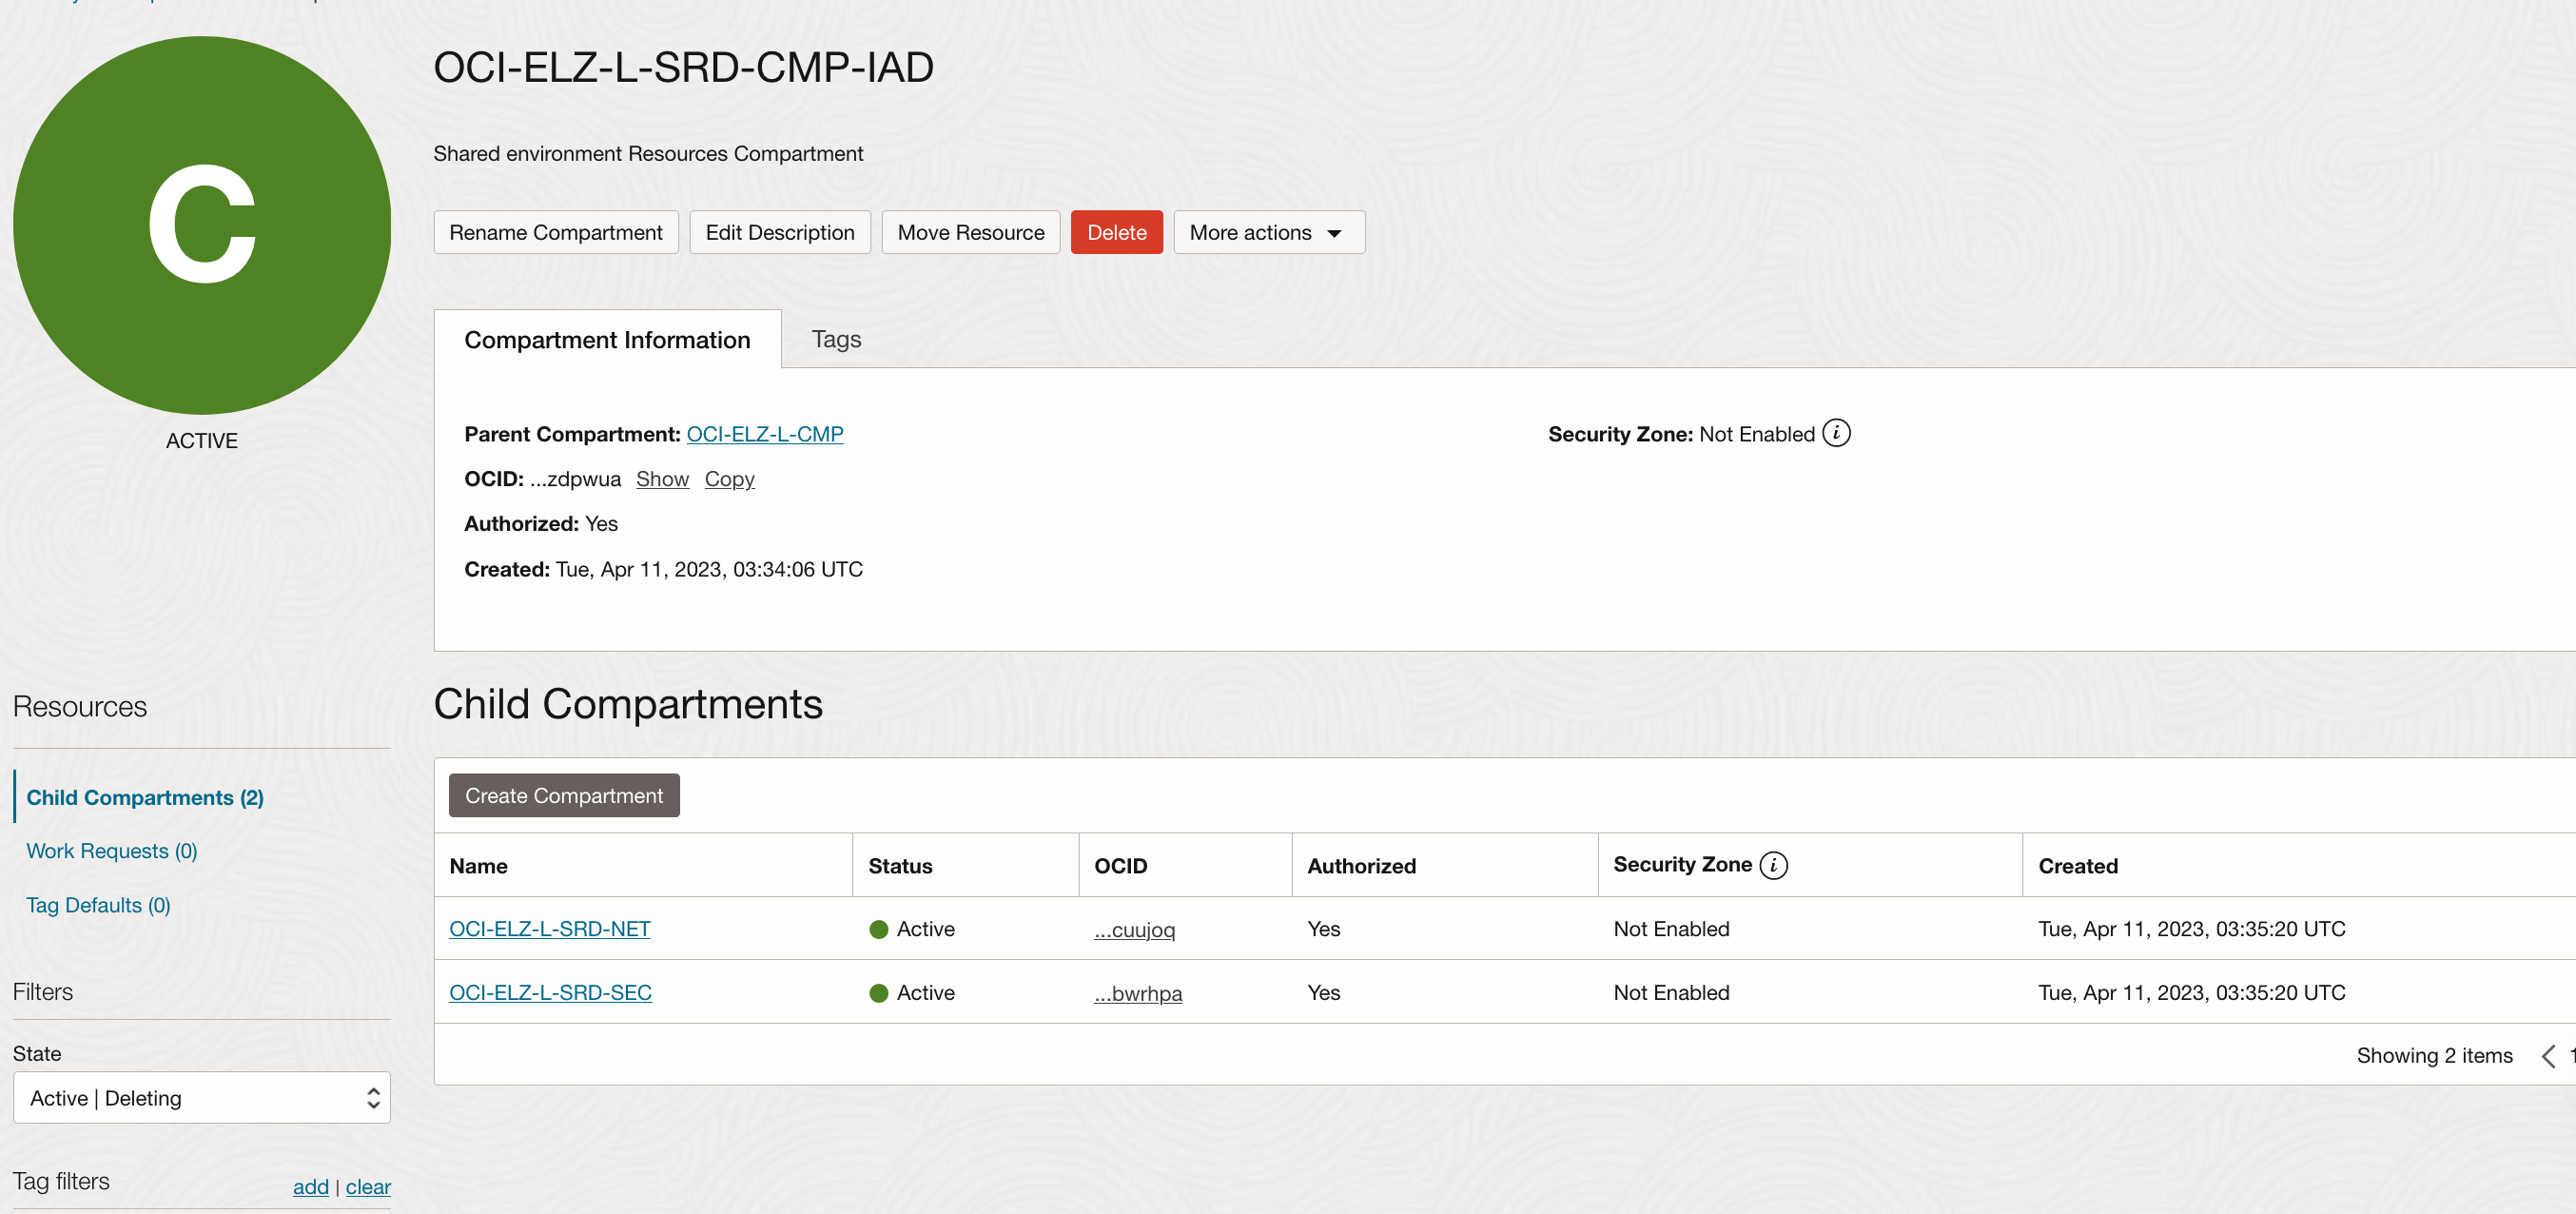 OCI-ELZ-L-SRD-CMP-IAD
C
ACTIVE
Shared environment Resources Compartment
Rename Compartment Edit Description Move Resource Delete More actions
Compartment Information Tags
Parent Compartment: OCI-ELZ-L-CMP Security Zone: Not Enabled i
OCID: ...zdpwua Show Copy
Authorized: Yes
Created: Tue, Apr 11, 2023, 03:34:06 UTC
Resources
Child Compartments (2)
Work Requests (0)
Tag Defaults (0)
Filters
State
Active | Deleting
Tag filters add | clear
Child Compartments
Create Compartment
Name Status OCID Authorized Security Zone i Created
OCI-ELZ-L-SRD-NET Active ...cuujoq Yes Not Enabled Tue, Apr 11, 2023, 03:35:20 UTC
OCI-ELZ-L-SRD-SEC Active ...bwrhpa Yes Not Enabled Tue, Apr 11, 2023, 03:35:20 UTC
Showing 2 items <